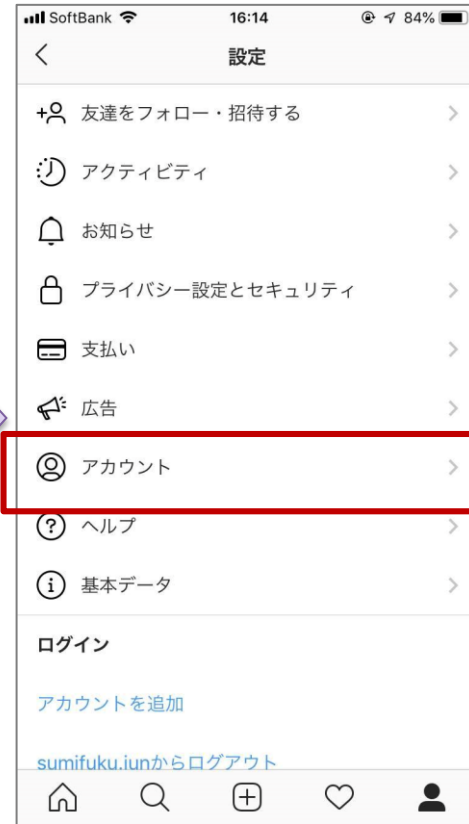 SoftBank 16:14 84%
設定
友達をフォロー・招待する
アクティビティ
お知らせ
プライバシー設定とセキュリティ
支払い
広告
アカウント
ヘルプ
基本データ
ログイン
アカウントを追加
sumifuku.junからログアウト